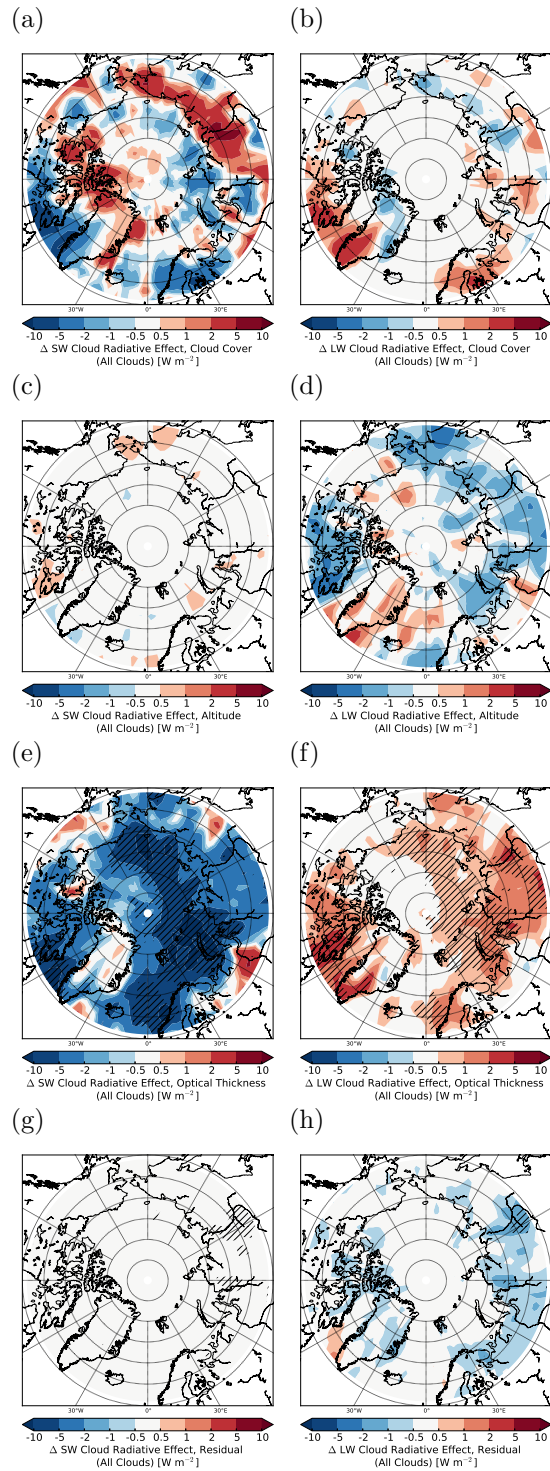 (a)
(b)
30°W 0° 30°E
30°W 0° 30°E
-10 -5 -2 -1 -0.5 0.5 1 2 5 10
-10 -5 -2 -1 -0.5 0.5 1 2 5 10
Δ SW Cloud Radiative Effect, Cloud Cover
(All Clouds) [W m⁻²]
Δ LW Cloud Radiative Effect, Cloud Cover
(All Clouds) [W m⁻²]
(c)
(d)
30°W 0° 30°E
30°W 0° 30°E
-10 -5 -2 -1 -0.5 0.5 1 2 5 10
-10 -5 -2 -1 -0.5 0.5 1 2 5 10
Δ SW Cloud Radiative Effect, Altitude
(All Clouds) [W m⁻²]
Δ LW Cloud Radiative Effect, Altitude
(All Clouds) [W m⁻²]
(e)
(f)
30°W 0° 30°E
30°W 0° 30°E
-10 -5 -2 -1 -0.5 0.5 1 2 5 10
-10 -5 -2 -1 -0.5 0.5 1 2 5 10
Δ SW Cloud Radiative Effect, Optical Thickness
(All Clouds) [W m⁻²]
Δ LW Cloud Radiative Effect, Optical Thickness
(All Clouds) [W m⁻²]
(g)
(h)
30°W 0° 30°E
30°W 0° 30°E
-10 -5 -2 -1 -0.5 0.5 1 2 5 10
-10 -5 -2 -1 -0.5 0.5 1 2 5 10
Δ SW Cloud Radiative Effect, Residual
(All Clouds) [W m⁻²]
Δ LW Cloud Radiative Effect, Residual
(All Clouds) [W m⁻²]